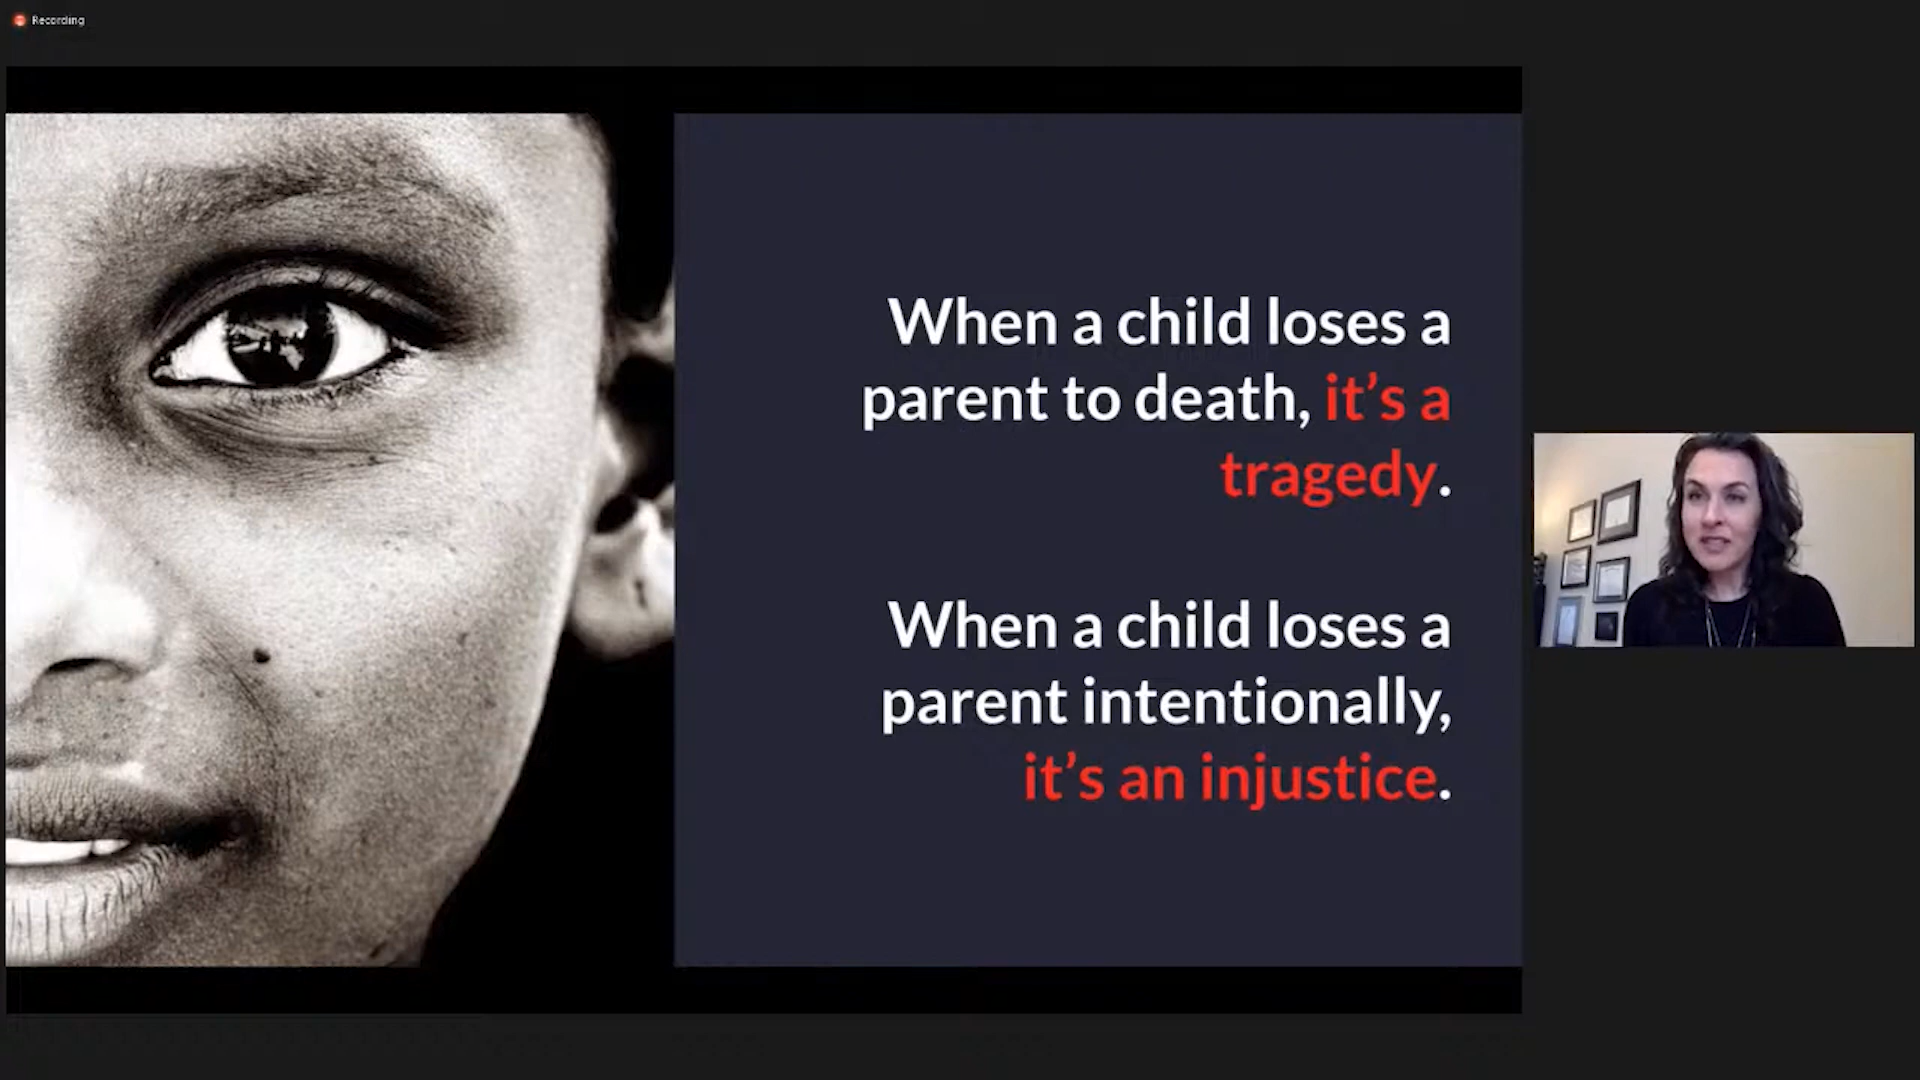 Recording
When a child loses a
parent to death, it’s a
tragedy.
When a child loses a
parent intentionally,
it’s an injustice.